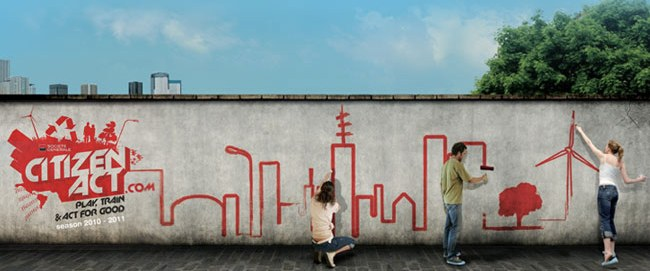 SOCIETE
GENERALE
CITIZEN
ACT.COM
PLAY, TRAIN
& ACT FOR GOOD
season 2010 - 2011